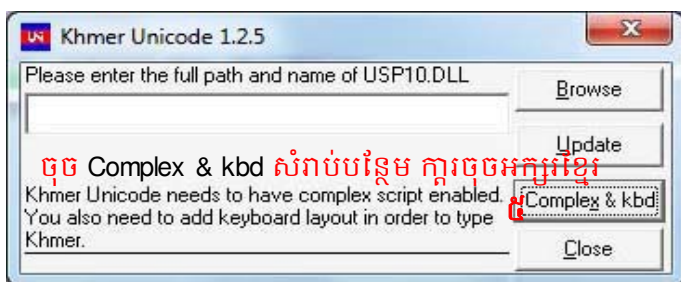 Khmer Unicode 1.2.5
Please enter the full path and name of USP10.DLL
Browse
Update
ចុច Complex & kbd សំរាប់បន្ថែម ក្តារចុចអក្សរខ្មែរ
Khmer Unicode needs to have complex script enabled.
You also need to add keyboard layout in order to type
Khmer.
៥
Complex & kbd
Close